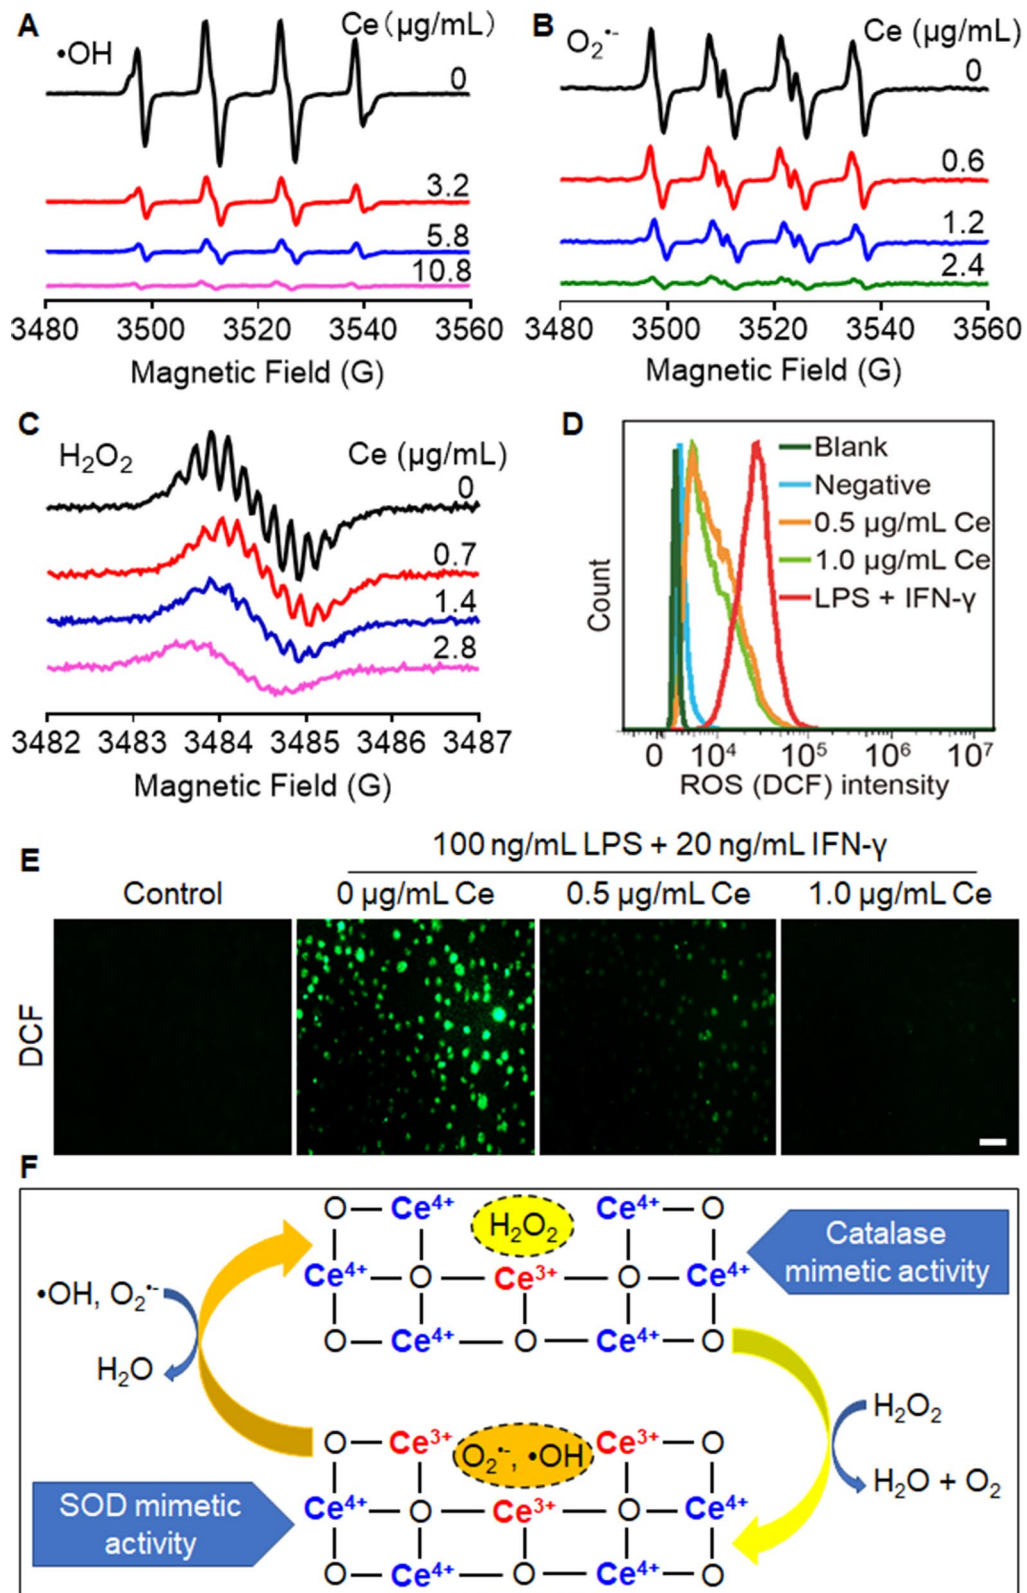 A
•OH
Ce (µg/mL)
0
3.2
5.8
10.8
3480 3500 3520 3540 3560
Magnetic Field (G)
B
O₂•-
Ce (µg/mL)
0
0.6
1.2
2.4
3480 3500 3520 3540 3560
Magnetic Field (G)
C
H₂O₂
Ce (µg/mL)
0
0.7
1.4
2.8
3482 3483 3484 3485 3486 3487
Magnetic Field (G)
D
Count
Blank
Negative
0.5 µg/mL Ce
1.0 µg/mL Ce
LPS + IFN-γ
0 10⁴ 10⁵ 10⁶ 10⁷
ROS (DCF) intensity
E
100 ng/mL LPS + 20 ng/mL IFN-γ
Control 0 µg/mL Ce 0.5 µg/mL Ce 1.0 µg/mL Ce
DCF
F
O Ce⁴⁺ H₂O₂ Ce⁴⁺ O
Ce⁴⁺ O Ce³⁺ O Ce⁴⁺
O Ce⁴⁺ O Ce⁴⁺ O
Catalase
mimetic activity
•OH, O₂•-
H₂O
H₂O₂
H₂O + O₂
O Ce³⁺ O₂•-, •OH Ce³⁺ O
Ce⁴⁺ O Ce³⁺ O Ce⁴⁺
O Ce⁴⁺ O Ce⁴⁺ O
SOD mimetic
activity